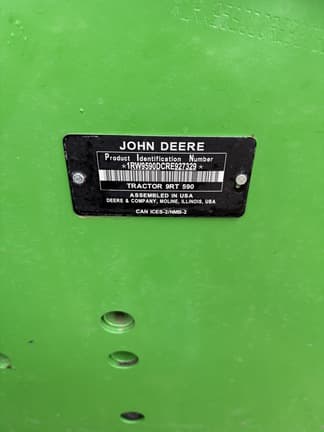 JOHN DEERE
Product Identification Number
*1RW9590DCRE927329*
TRACTOR 9RT 590
ASSEMBLED IN USA
DEERE & COMPANY, MOLINE, ILLINOIS, USA
CAN ICES-2/NMB-2